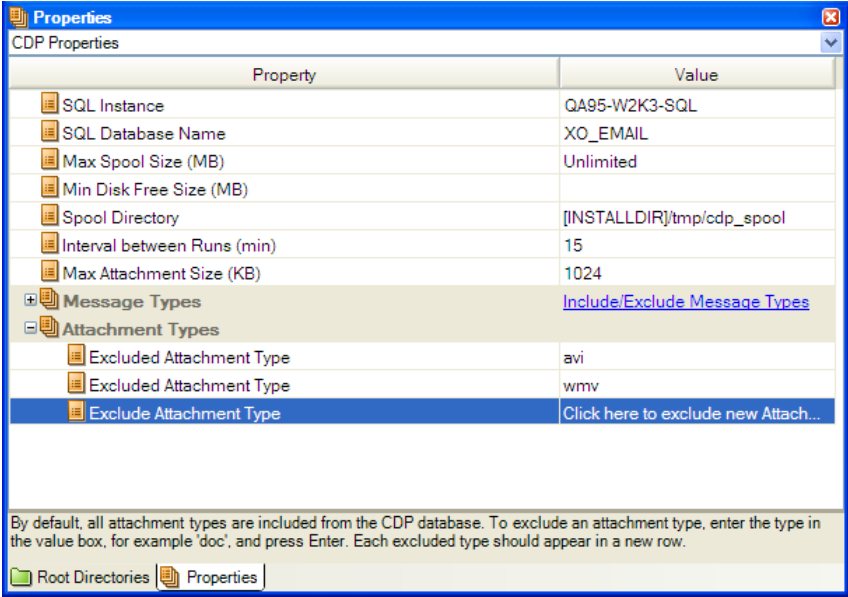 Properties
CDP Properties
Property Value
SQL Instance QA95-W2K3-SQL
SQL Database Name XO_EMAIL
Max Spool Size (MB) Unlimited
Min Disk Free Size (MB)
Spool Directory [INSTALLDIR]/tmp/cdp_spool
Interval between Runs (min) 15
Max Attachment Size (KB) 1024
Message Types Include/Exclude Message Types
Attachment Types
Excluded Attachment Type avi
Excluded Attachment Type wmv
Exclude Attachment Type Click here to exclude new Attach...
By default, all attachment types are included from the CDP database. To exclude an attachment type, enter the type in
the value box, for example 'doc', and press Enter. Each excluded type should appear in a new row.
Root Directories Properties